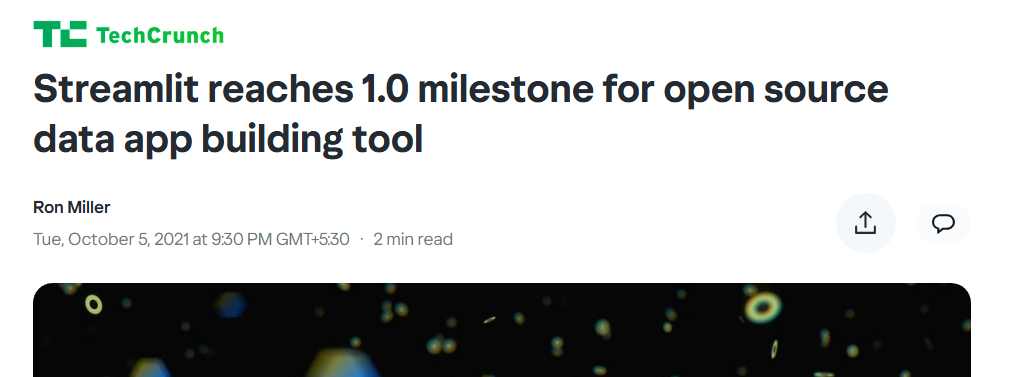 TechCrunch
Streamlit reaches 1.0 milestone for open source
data app building tool
Ron Miller
Tue, October 5, 2021 at 9:30 PM GMT+5:30 · 2 min read